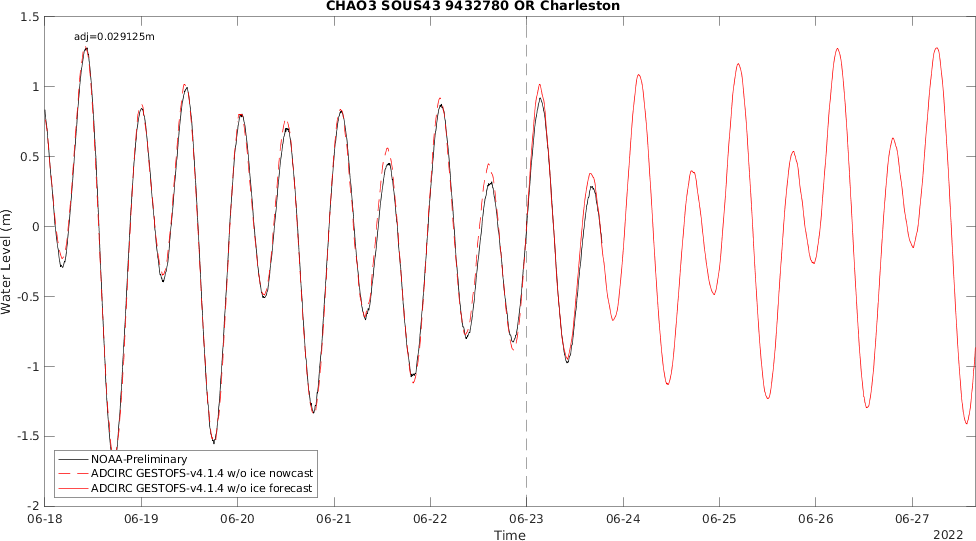 CHAO3 SOUS43 9432780 OR Charleston
adj=0.029125m
1.5
1
0.5
0
-0.5
-1
-1.5
-2
Water Level (m)
NOAA-Preliminary
ADCIRC GESTOFS-v4.1.4 w/o ice nowcast
ADCIRC GESTOFS-v4.1.4 w/o ice forecast
06-18 06-19 06-20 06-21 06-22 06-23 06-24 06-25 06-26 06-27
Time
2022